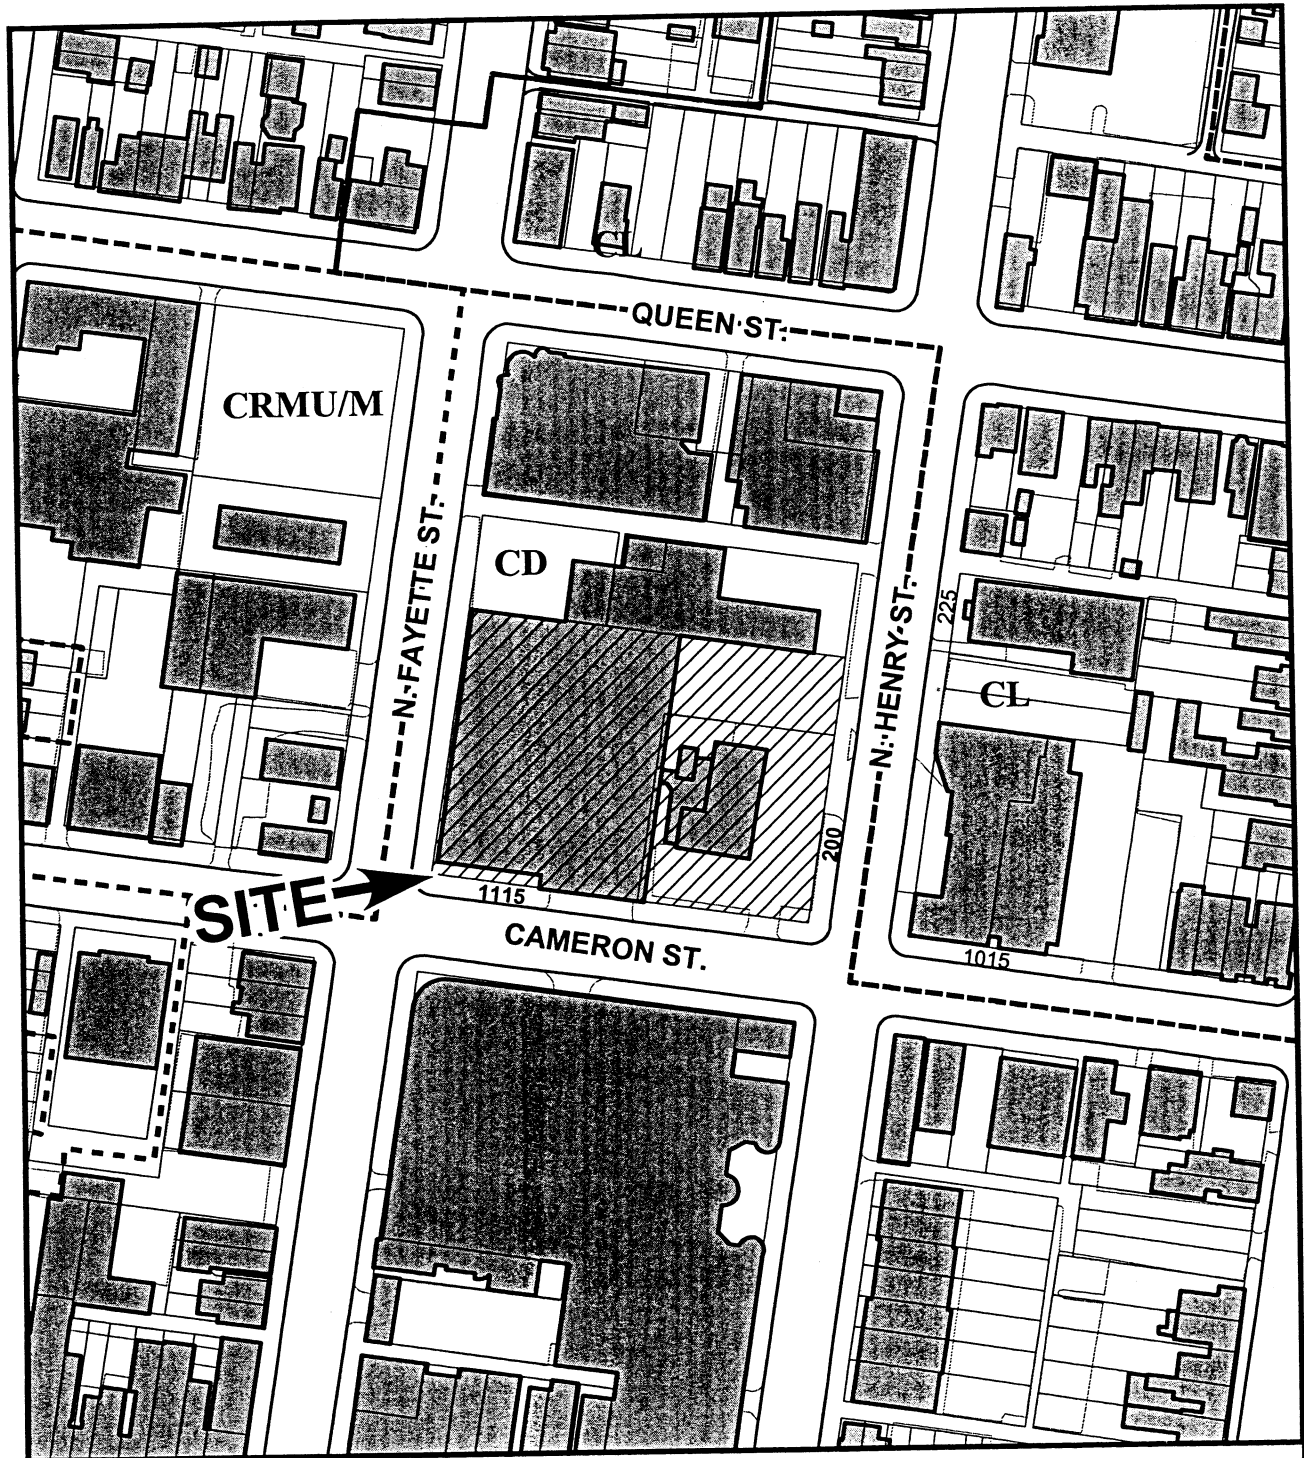 CL
QUEEN ST.
CRMU/M
N. FAYETTE ST.
CD
N. HENRY ST.
225
CL
200
SITE
1115
CAMERON ST.
1015